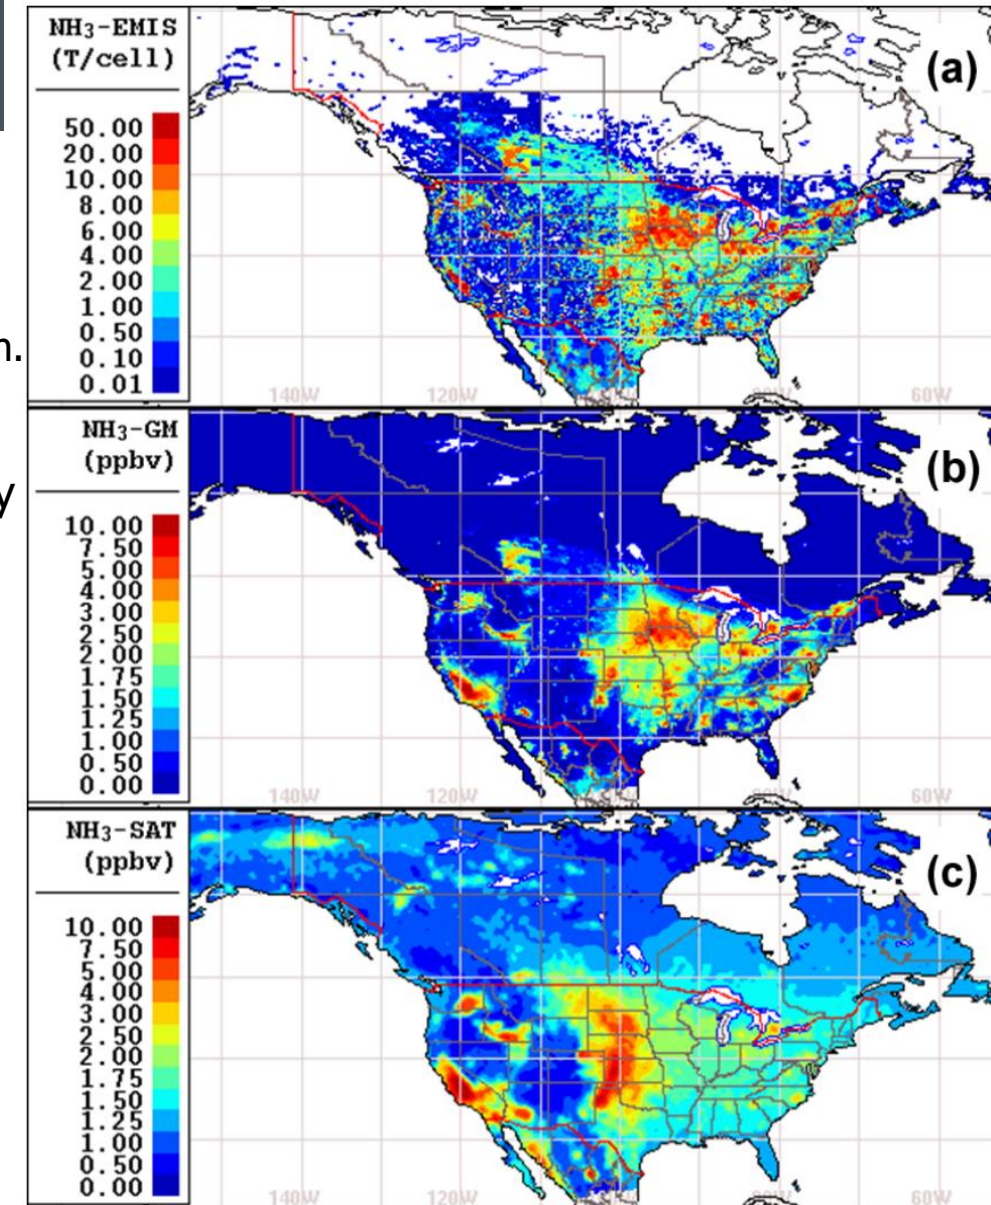 n.
y
NH₃-EMIS
(T/cell)
50.00
20.00
10.00
8.00
6.00
4.00
2.00
1.00
0.50
0.10
0.01
(a)
140W
120W
80W
60W
NH₃-GM
(ppbv)
10.00
7.50
5.00
4.00
3.00
2.50
2.00
1.75
1.50
1.25
1.00
0.50
0.00
(b)
140W
120W
80W
60W
NH₃-SAT
(ppbv)
10.00
7.50
5.00
4.00
3.00
2.50
2.00
1.75
1.50
1.25
1.00
0.50
0.00
(c)
140W
120W
80W
60W